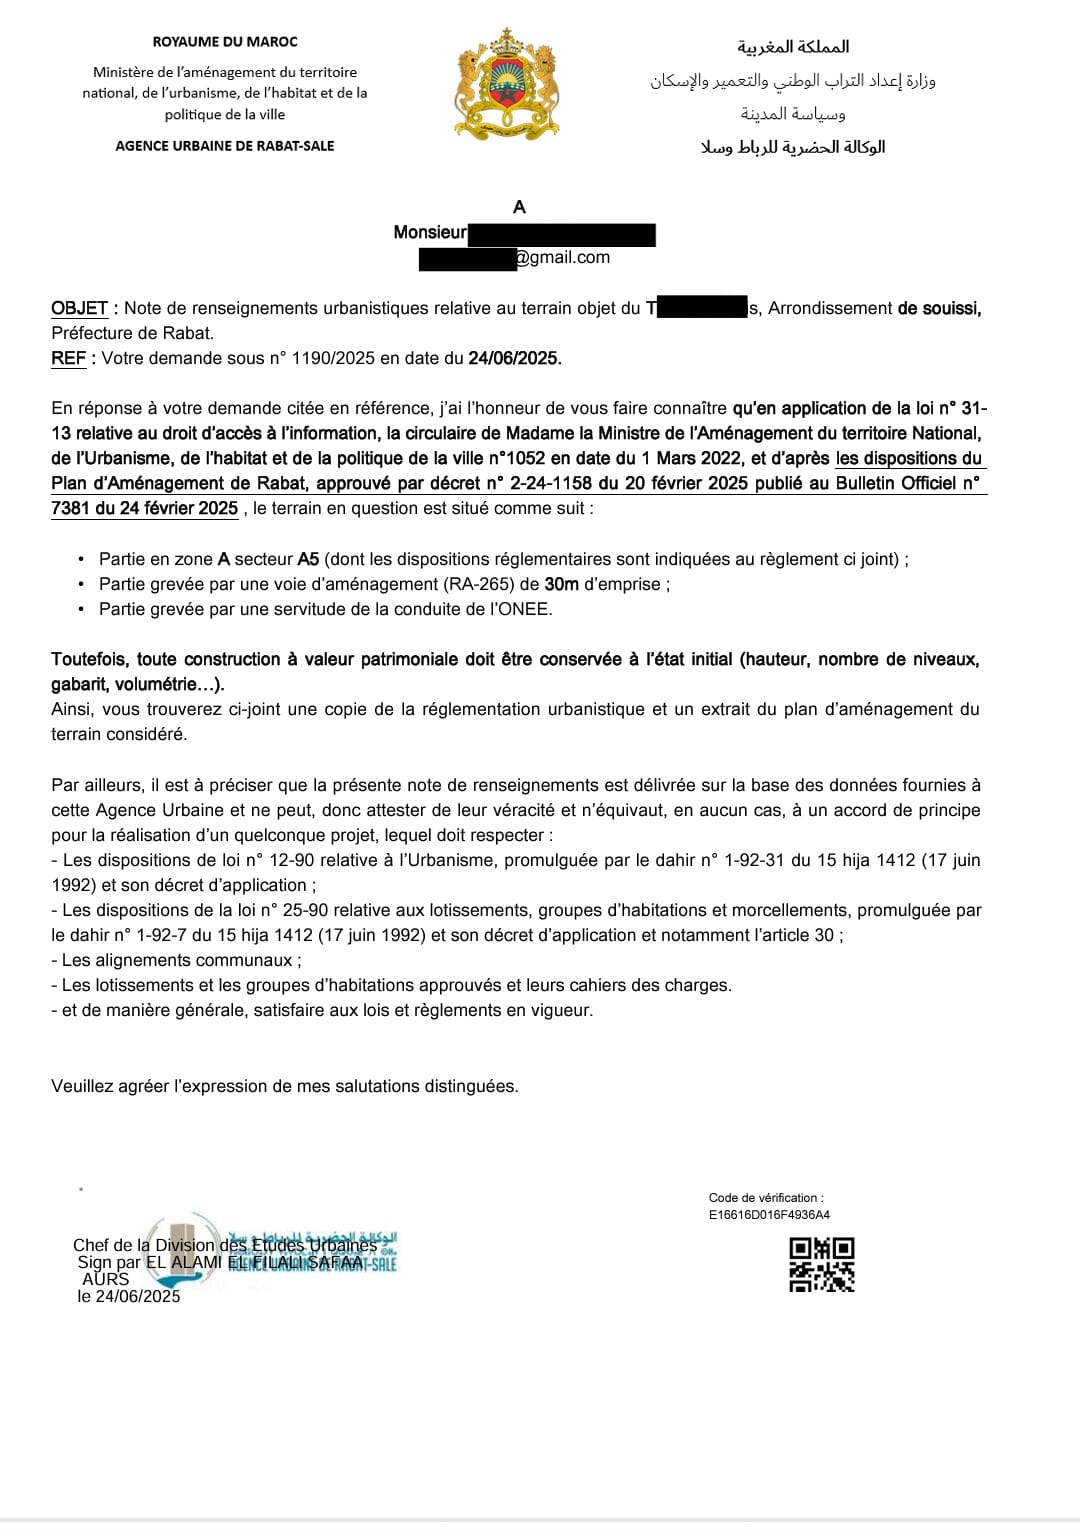 ROYAUME DU MAROC
Ministère de l'aménagement du territoire
national, de l'urbanisme, de l'habitat et de la
politique de la ville
AGENCE URBAINE DE RABAT-SALE
المملكة المغربية
وزارة إعداد التراب الوطني والتعمير والإسكان
وسياسة المدينة
الوكالة الحضرية للرباط وسلا
A
Monsieur
@gmail.com
OBJET : Note de renseignements urbanistiques relative au terrain objet du T s, Arrondissement de souissi,
Préfecture de Rabat.
REF : Votre demande sous n° 1190/2025 en date du 24/06/2025.
En réponse à votre demande citée en référence, j'ai l'honneur de vous faire connaître qu'en application de la loi n° 31-
13 relative au droit d'accès à l'information, la circulaire de Madame la Ministre de l'Aménagement du territoire National,
de l'Urbanisme, de l'habitat et de la politique de la ville n°1052 en date du 1 Mars 2022, et d'après les dispositions du
Plan d'Aménagement de Rabat, approuvé par décret n° 2-24-1158 du 20 février 2025 publié au Bulletin Officiel n°
7381 du 24 février 2025 , le terrain en question est situé comme suit :
• Partie en zone A secteur A5 (dont les dispositions réglementaires sont indiquées au règlement ci joint) ;
• Partie grevée par une voie d'aménagement (RA-265) de 30m d'emprise ;
• Partie grevée par une servitude de la conduite de l'ONEE.
Toutefois, toute construction à valeur patrimoniale doit être conservée à l'état initial (hauteur, nombre de niveaux,
gabarit, volumétrie…).
Ainsi, vous trouverez ci-joint une copie de la réglementation urbanistique et un extrait du plan d'aménagement du
terrain considéré.
Par ailleurs, il est à préciser que la présente note de renseignements est délivrée sur la base des données fournies à
cette Agence Urbaine et ne peut, donc attester de leur véracité et n'équivaut, en aucun cas, à un accord de principe
pour la réalisation d'un quelconque projet, lequel doit respecter :
- Les dispositions de loi n° 12-90 relative à l'Urbanisme, promulguée par le dahir n° 1-92-31 du 15 hija 1412 (17 juin
1992) et son décret d'application ;
- Les dispositions de la loi n° 25-90 relative aux lotissements, groupes d'habitations et morcellements, promulguée par
le dahir n° 1-92-7 du 15 hija 1412 (17 juin 1992) et son décret d'application et notamment l'article 30 ;
- Les alignements communaux ;
- Les lotissements et les groupes d'habitations approuvés et leurs cahiers des charges.
- et de manière générale, satisfaire aux lois et règlements en vigueur.
Veuillez agréer l'expression de mes salutations distinguées.
Code de vérification :
E16616D016F4936A4
الوكالة الحضرية للرباط و سلا
Chef de la Division des Etudes Urbaines
Sign par EL ALAMI EL FILALI SAFAA
AGENCE URBAINE DE RABAT-SALE
AURS
le 24/06/2025